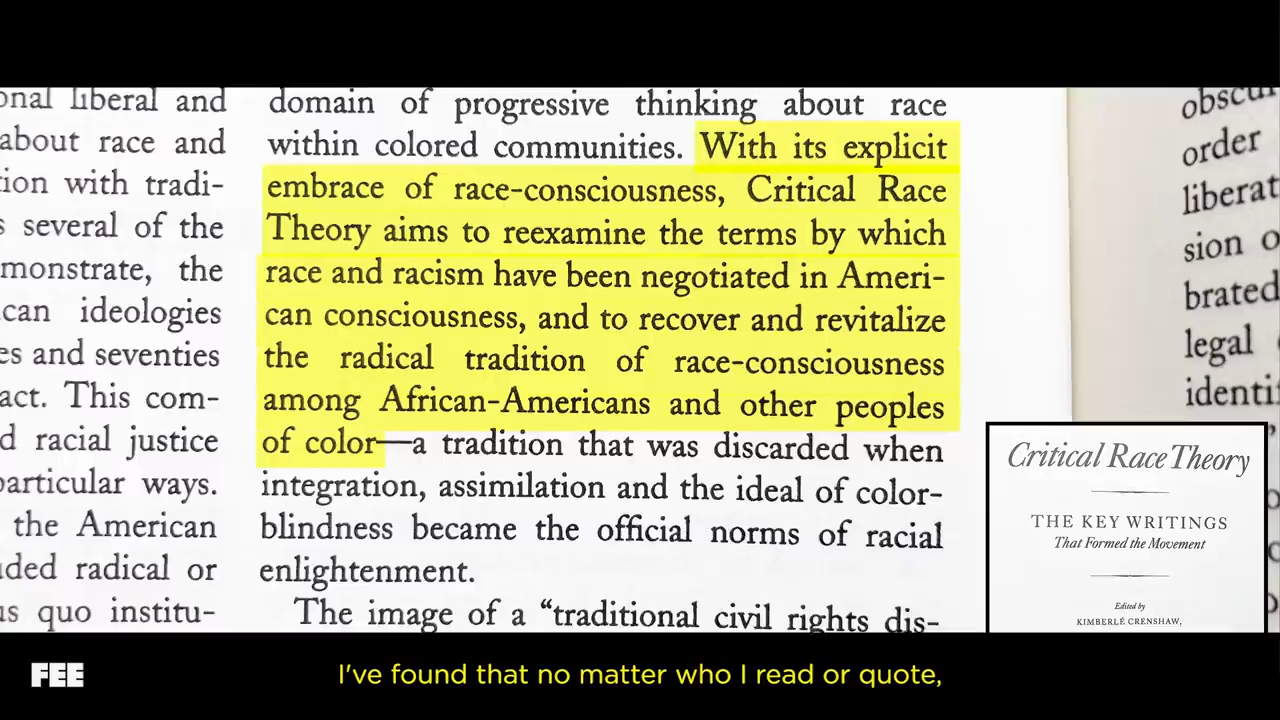 onal liberal and
about race and
ion with tradi-
s several of the
monstrate, the
can ideologies
es and seventies
act. This com-
d racial justice
particular ways.
the American
ded radical or
us quo institu-
domain of progressive thinking about race
within colored communities. With its explicit
embrace of race-consciousness, Critical Race
Theory aims to reexamine the terms by which
race and racism have been negotiated in Ameri-
can consciousness, and to recover and revitalize
the radical tradition of race-consciousness
among African-Americans and other peoples
of color—a tradition that was discarded when
integration, assimilation and the ideal of color-
blindness became the official norms of racial
enlightenment.
The image of a “traditional civil rights dis-
obscu
order
liberat
sion o
brated
legal
identi
Critical Race Theory
THE KEY WRITINGS
That Formed the Movement
Edited by
KIMBERLÉ CRENSHAW,
FEE
I've found that no matter who I read or quote,